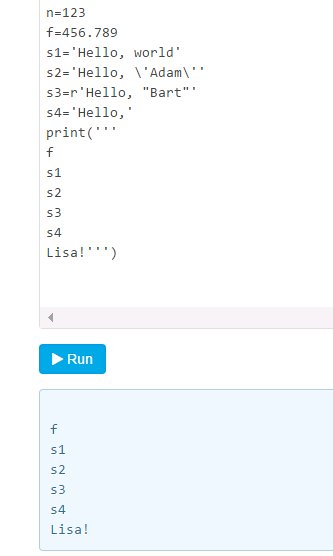 n=123
f=456.789
s1='Hello, world'
s2='Hello, \'Adam\''
s3=r'Hello, "Bart"'
s4='Hello,'
print('''
f
s1
s2
s3
s4
Lisa!''')
Run
f
s1
s2
s3
s4
Lisa!